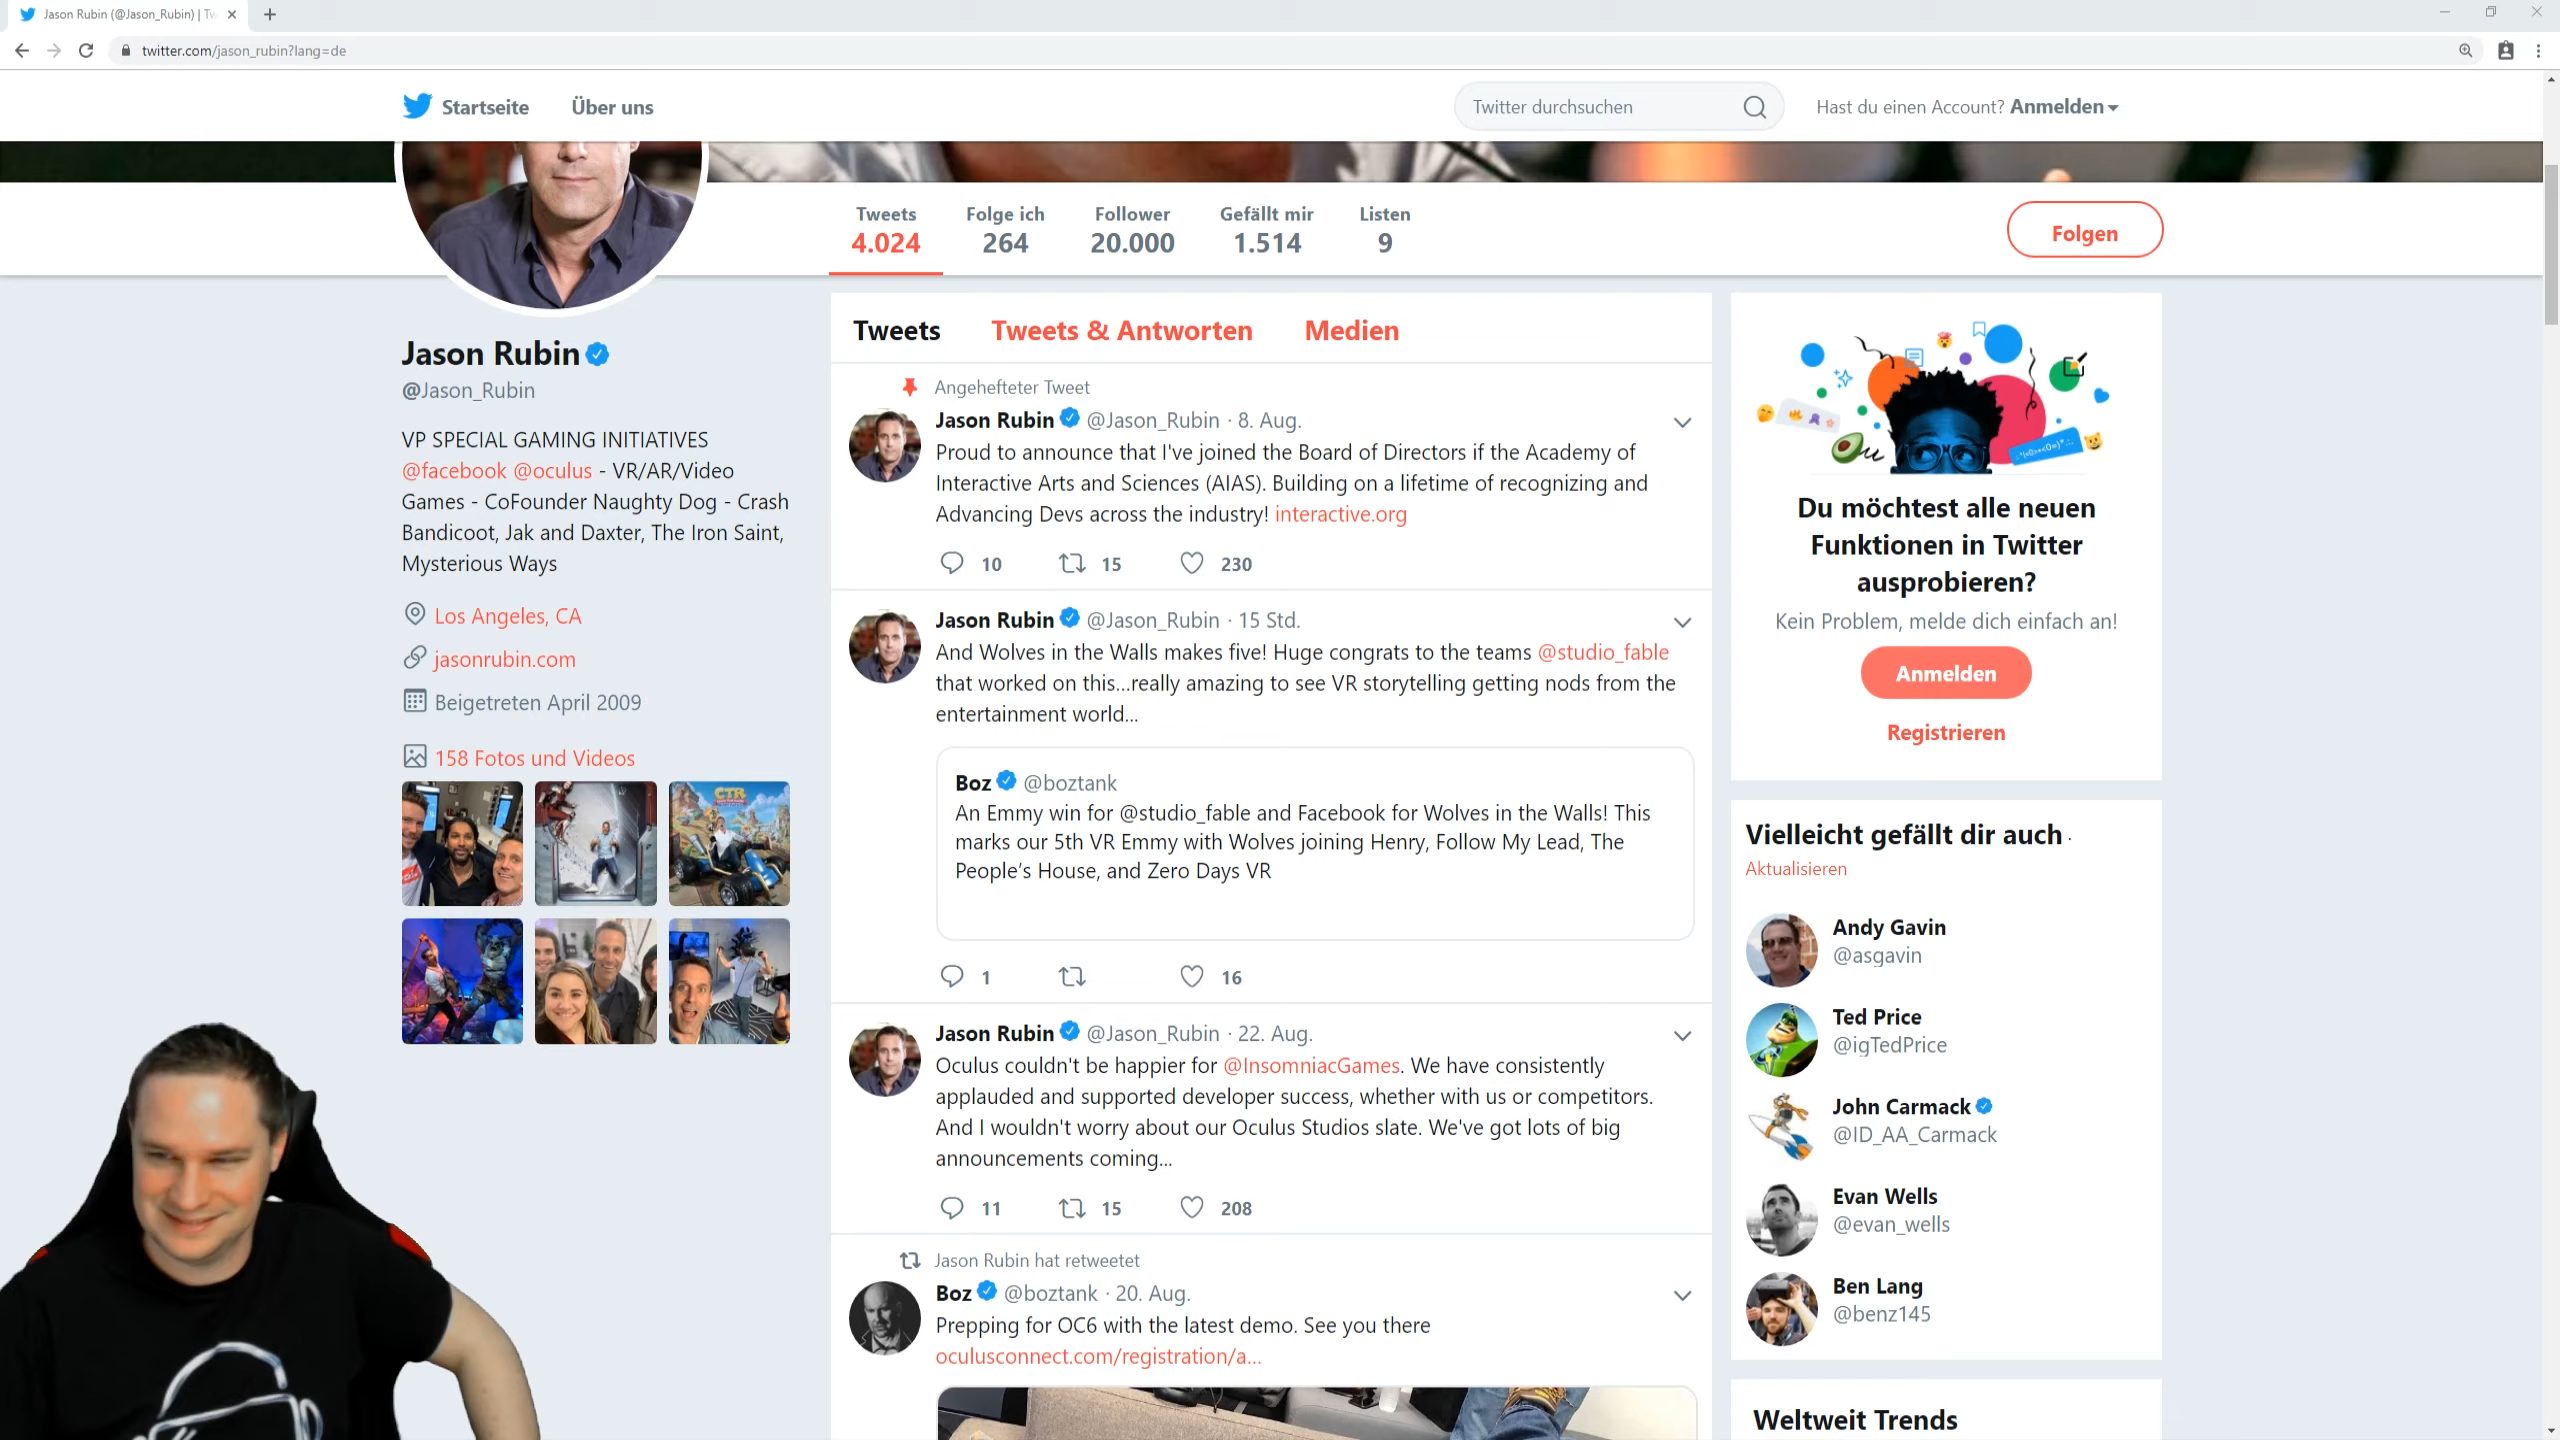 Jason Rubin (@Jason_Rubin) | Tw
twitter.com/jason_rubin?lang=de
Startseite
Über uns
Twitter durchsuchen
Hast du einen Account? Anmelden
Tweets
4.024
Folge ich
264
Follower
20.000
Gefällt mir
1.514
Listen
9
Folgen
Jason Rubin
@Jason_Rubin
VP SPECIAL GAMING INITIATIVES
@facebook @oculus - VR/AR/Video
Games - CoFounder Naughty Dog - Crash
Bandicoot, Jak and Daxter, The Iron Saint,
Mysterious Ways
Los Angeles, CA
jasonrubin.com
Beigetreten April 2009
158 Fotos und Videos
CTR
Tweets
Tweets & Antworten
Medien
Angehefteter Tweet
Jason Rubin @Jason_Rubin · 8. Aug.
Proud to announce that I've joined the Board of Directors if the Academy of
Interactive Arts and Sciences (AIAS). Building on a lifetime of recognizing and
Advancing Devs across the industry! interactive.org
10
15
230
Jason Rubin @Jason_Rubin · 15 Std.
And Wolves in the Walls makes five! Huge congrats to the teams @studio_fable
that worked on this...really amazing to see VR storytelling getting nods from the
entertainment world...
Boz @boztank
An Emmy win for @studio_fable and Facebook for Wolves in the Walls! This
marks our 5th VR Emmy with Wolves joining Henry, Follow My Lead, The
People’s House, and Zero Days VR
1
16
Jason Rubin @Jason_Rubin · 22. Aug.
Oculus couldn't be happier for @InsomniacGames. We have consistently
applauded and supported developer success, whether with us or competitors.
And I wouldn't worry about our Oculus Studios slate. We've got lots of big
announcements coming...
11
15
208
Jason Rubin hat retweetet
Boz @boztank · 20. Aug.
Prepping for OC6 with the latest demo. See you there
oculusconnect.com/registration/a...
Du möchtest alle neuen
Funktionen in Twitter
ausprobieren?
Kein Problem, melde dich einfach an!
Anmelden
Registrieren
Vielleicht gefällt dir auch ·
Aktualisieren
Andy Gavin
@asgavin
Ted Price
@igTedPrice
John Carmack
@ID_AA_Carmack
Evan Wells
@evan_wells
Ben Lang
@benz145
Weltweit Trends